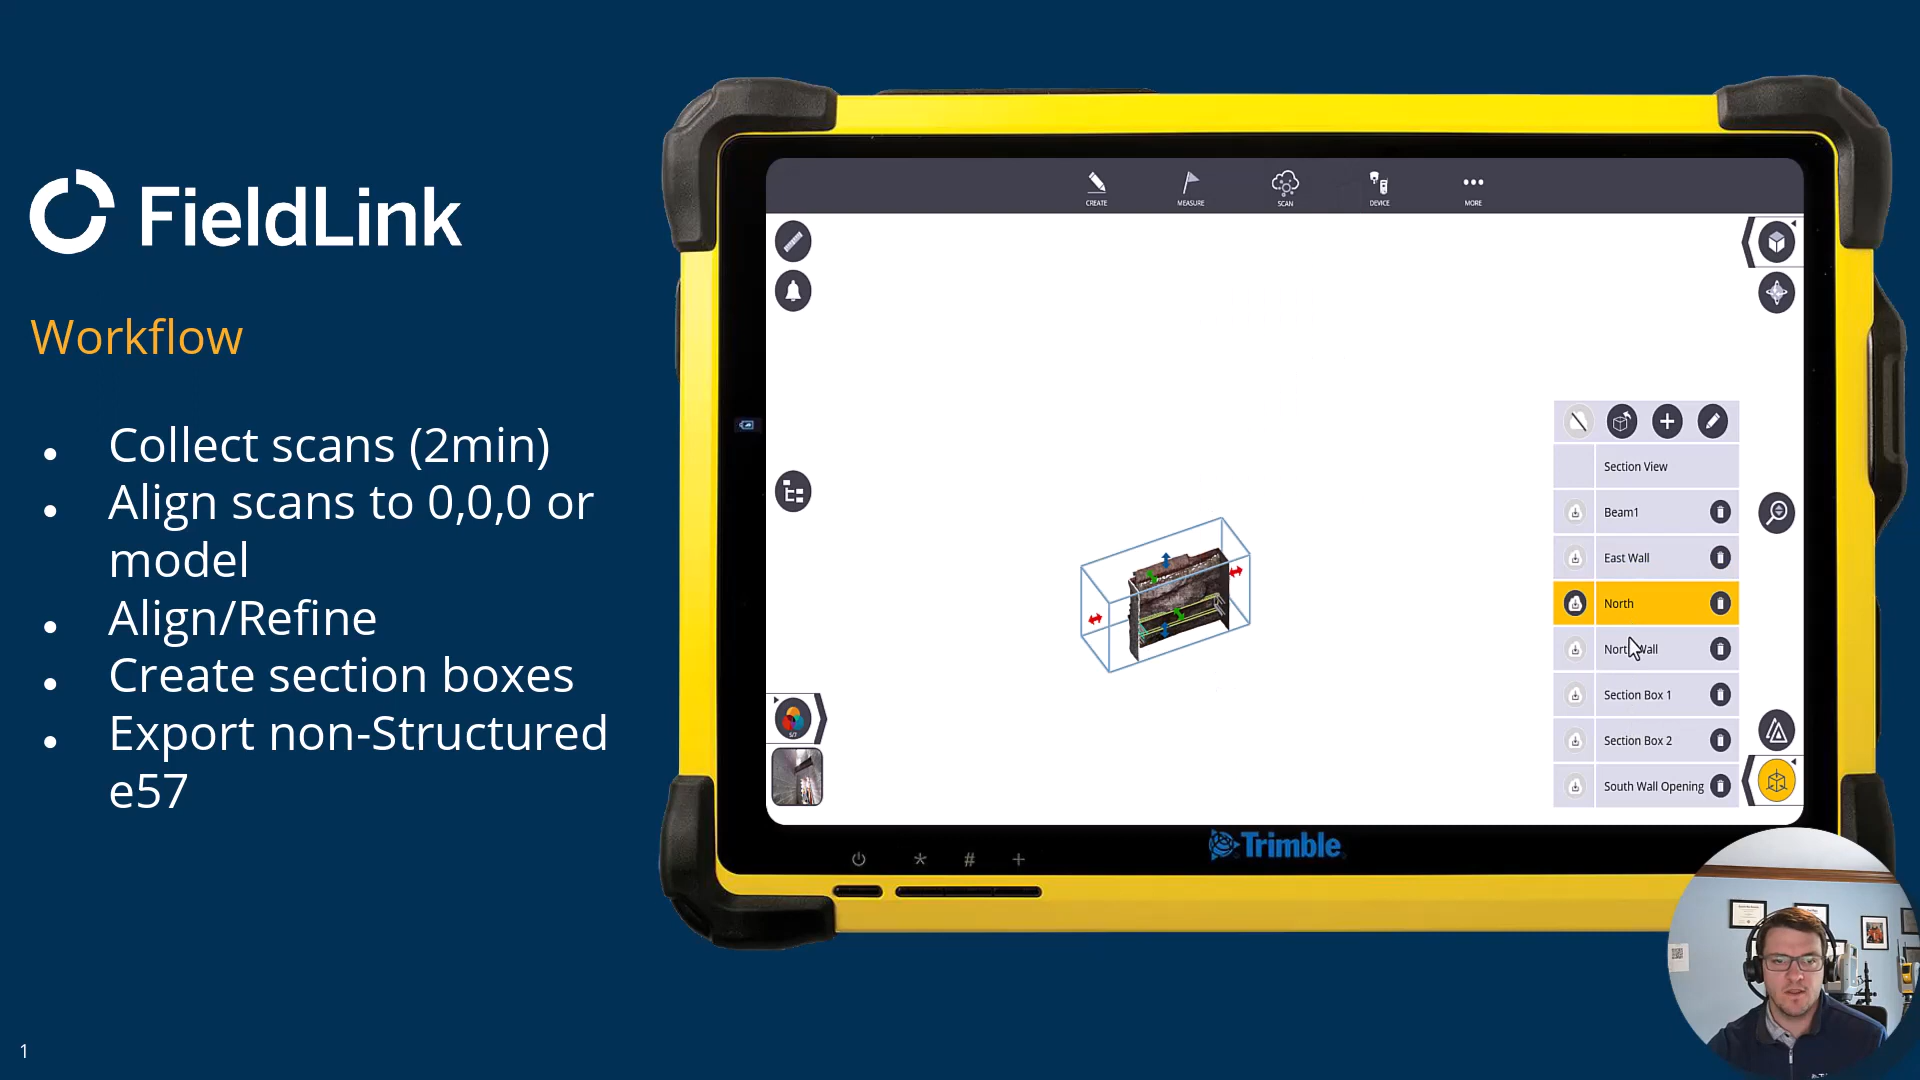 FieldLink
Workflow
Collect scans (2min)
Align scans to 0,0,0 or
model
Align/Refine
Create section boxes
Export non-Structured
e57
1
CREATE
MEASURE
SCAN
DEVICE
MORE
Section View
Beam1
East Wall
North
North Wall
Section Box 1
Section Box 2
South Wall Opening
5/7
Trimble
* # +